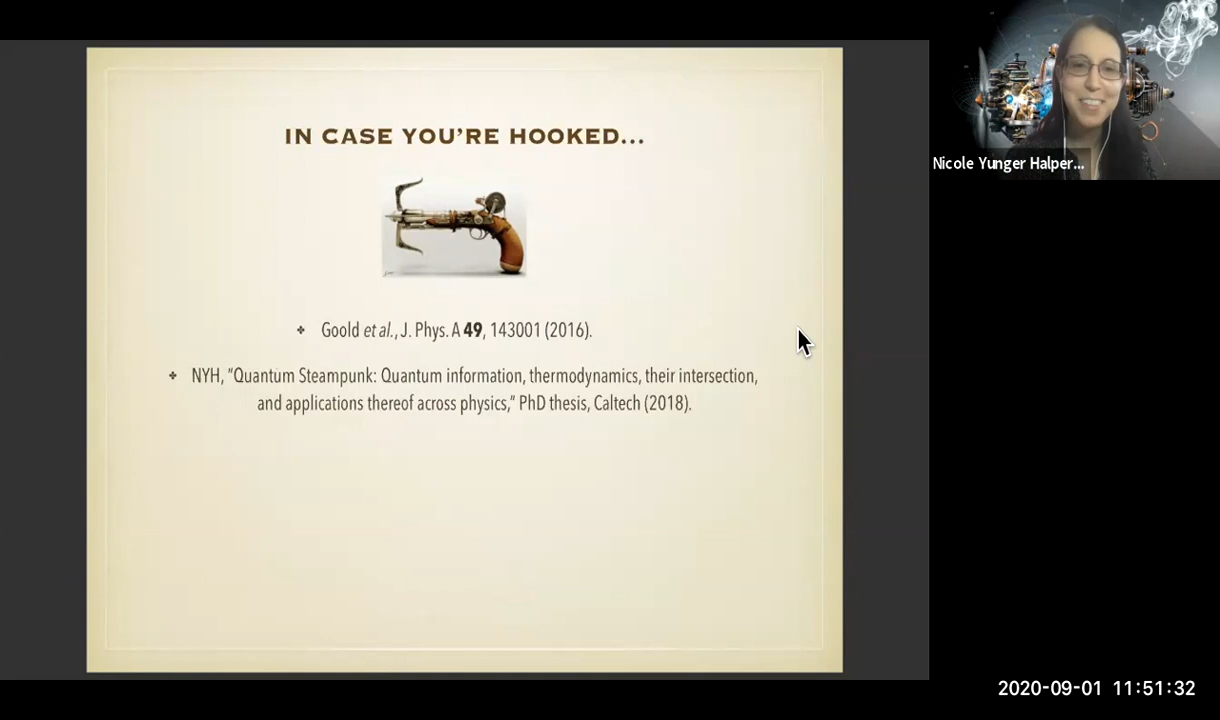 IN CASE YOU’RE HOOKED...
❖ Goold et al., J. Phys. A 49, 143001 (2016).
❖ NYH, “Quantum Steampunk: Quantum information, thermodynamics, their intersection,
and applications thereof across physics,” PhD thesis, Caltech (2018).
Nicole Yunger Halper...
2020-09-01 11:51:32